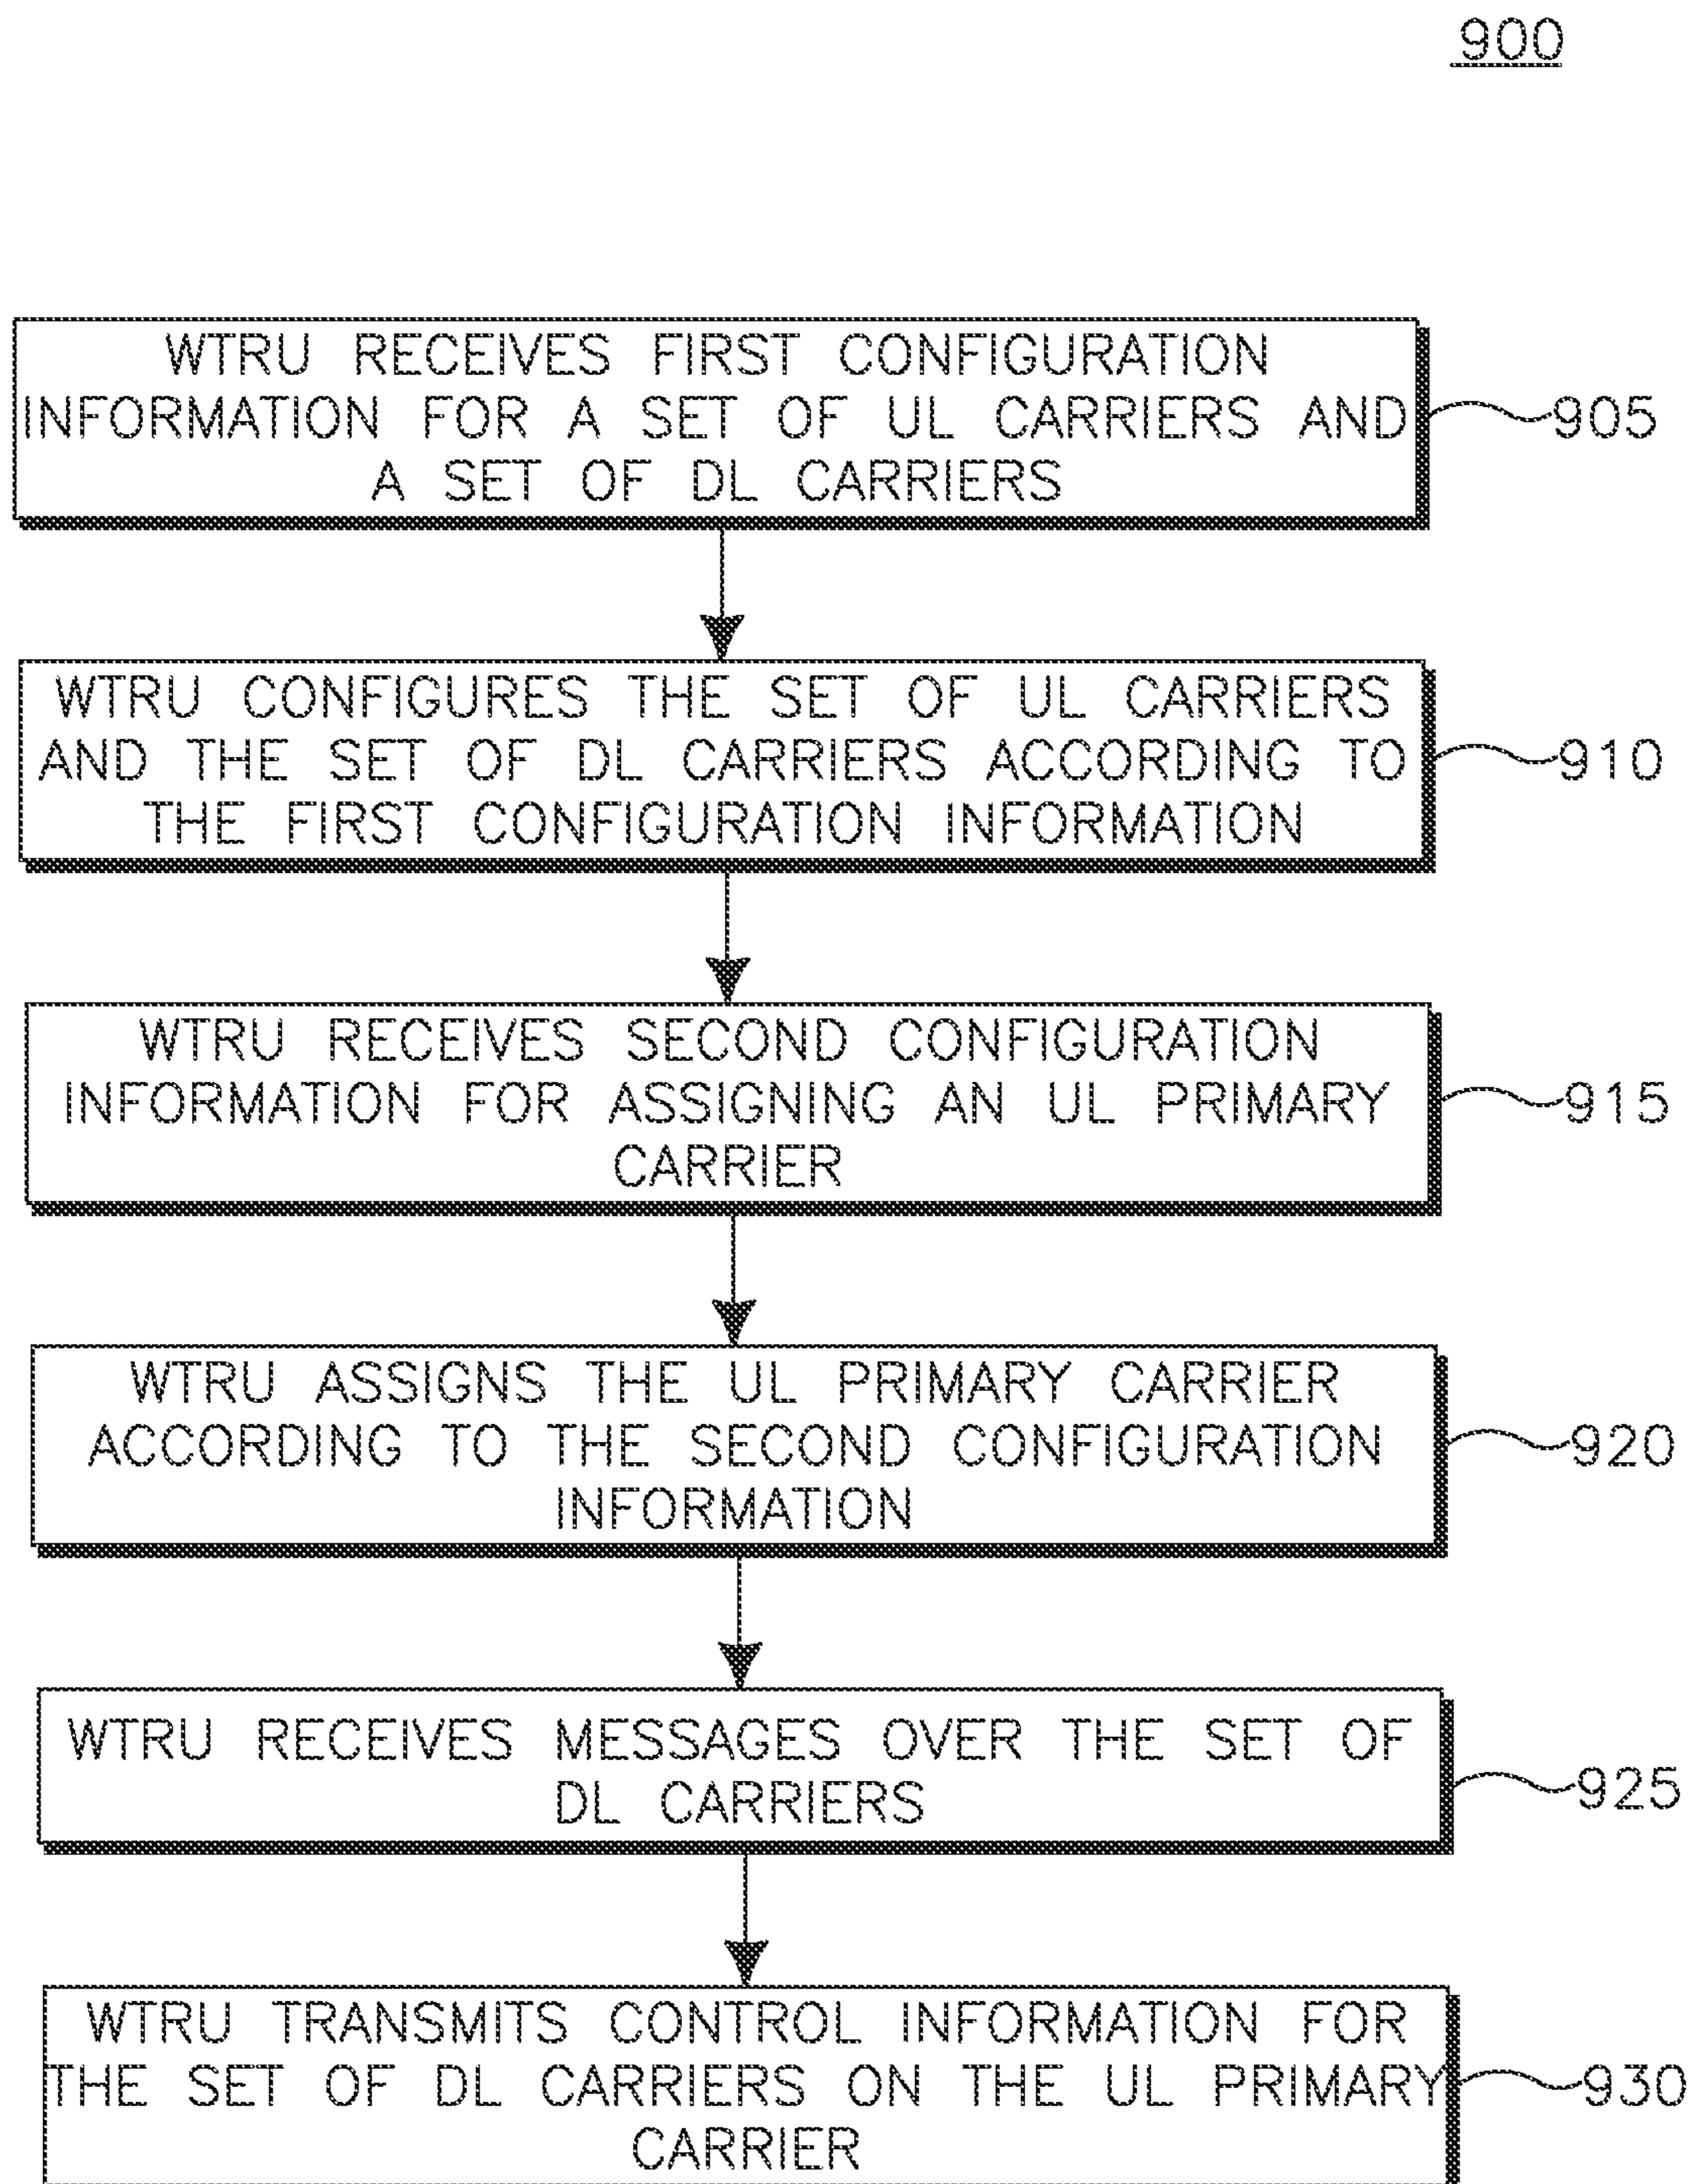 900
WTRU RECEIVES FIRST CONFIGURATION
INFORMATION FOR A SET OF UL CARRIERS AND
A SET OF DL CARRIERS
905
WTRU CONFIGURES THE SET OF UL CARRIERS
AND THE SET OF DL CARRIERS ACCORDING TO
THE FIRST CONFIGURATION INFORMATION
910
WTRU RECEIVES SECOND CONFIGURATION
INFORMATION FOR ASSIGNING AN UL PRIMARY
CARRIER
915
WTRU ASSIGNS THE UL PRIMARY CARRIER
ACCORDING TO THE SECOND CONFIGURATION
INFORMATION
920
WTRU RECEIVES MESSAGES OVER THE SET OF
DL CARRIERS
925
WTRU TRANSMITS CONTROL INFORMATION FOR
THE SET OF DL CARRIERS ON THE UL PRIMARY
CARRIER
930